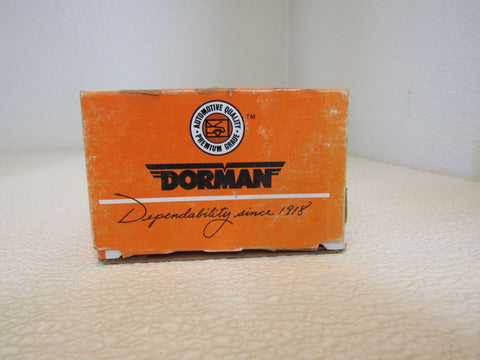 AUTOMOTIVE QUALITY
PREMIUM GRADE
TM
DORMAN
Dependability since 1918